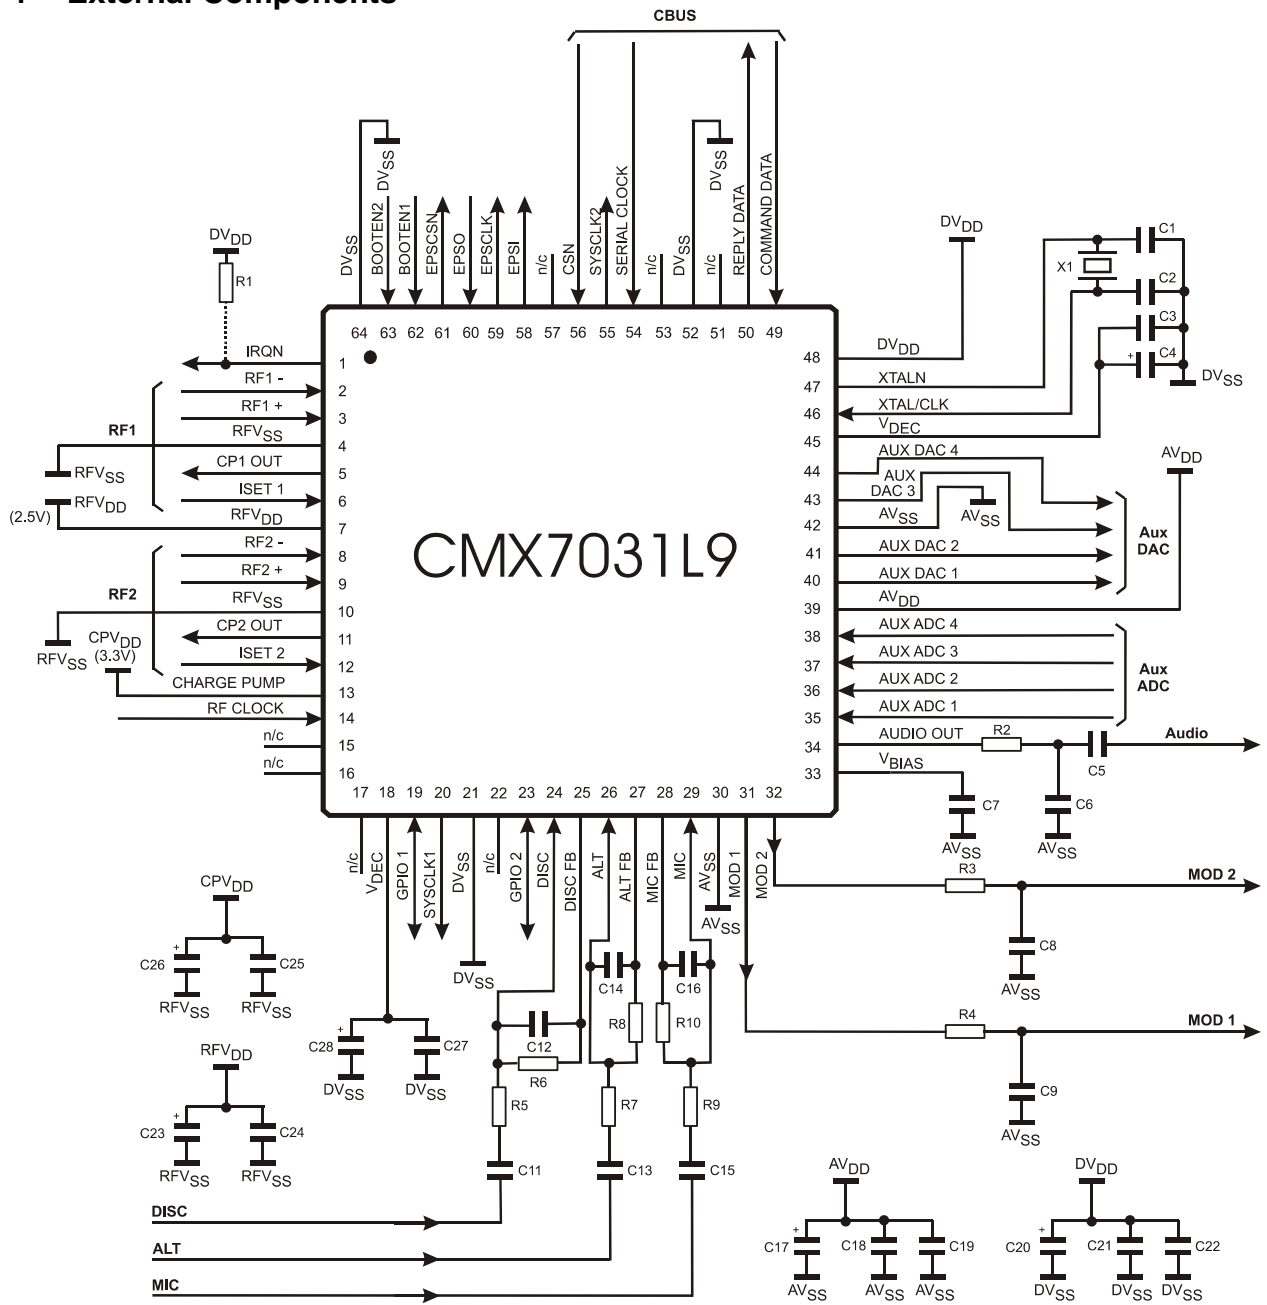 CBUS
DVSS
DVSS
DVSS
BOOTEN2
BOOTEN1
EPSCSN
EPSO
EPSCLK
EPSI
n/c
CSN
SYSCLK2
SERIAL CLOCK
n/c
DVSS
n/c
REPLY DATA
COMMAND DATA
64 63 62 61 60 59 58 57 56 55 54 53 52 51 50 49
DVDD
R1
IRQN 1
RF1 - 2
RF1 + 3
RFVSS 4
CP1 OUT 5
ISET 1 6
RFVDD 7
RF2 - 8
RF2 + 9
RFVSS 10
CP2 OUT 11
ISET 2 12
CHARGE PUMP 13
RF CLOCK 14
n/c 15
n/c 16
RF1
RFVSS
RFVDD
(2.5V)
RF2
RFVSS
CPVDD
(3.3V)
CMX7031L9
DVDD
C1
X1
C2
C3
+ C4
DVSS
48 DVDD
47 XTALN
46 XTAL/CLK
45 VDEC
44 AUX DAC 4
43 AUX
DAC 3
42 AVSS
AVSS
41 AUX DAC 2
40 AUX DAC 1
39 AVDD
38 AUX ADC 4
37 AUX ADC 3
36 AUX ADC 2
35 AUX ADC 1
34 AUDIO OUT
33 VBIAS
AVDD
Aux
DAC
Aux
ADC
R2
C5
Audio
C7
C6
AVSS
AVSS
17 18 19 20 21 22 23 24 25 26 27 28 29 30 31 32
n/c
VDEC
GPIO 1
SYSCLK1
DVSS
n/c
GPIO 2
DISC
DISC FB
ALT
ALT FB
MIC FB
MIC
AVSS
MOD 1
MOD 2
AVSS
DVSS
R3
MOD 2
C8
AVSS
R4
MOD 1
C9
AVSS
CPVDD
+
C26
C25
RFVSS
RFVSS
RFVDD
+
C23
C24
RFVSS
RFVSS
+
C28
C27
DVSS
DVSS
C14
C16
R8
R10
C12
R6
R5
R7
R9
C11
C13
C15
DISC
ALT
MIC
AVDD
+
C17
C18
C19
AVSS
AVSS
AVSS
DVDD
+
C20
C21
C22
DVSS
DVSS
DVSS